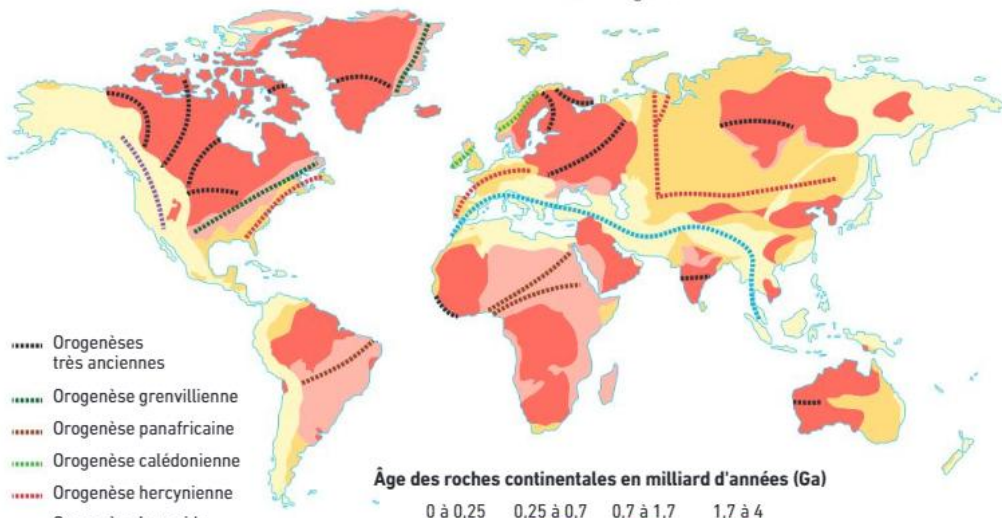 Orogenèses
très anciennes
Orogenèse grenvillienne
Orogenèse panafricaine
Orogenèse calédonienne
Orogenèse hercynienne
Âge des roches continentales en milliard d'années (Ga)
0 à 0,25 0,25 à 0,7 0,7 à 1,7 1,7 à 4